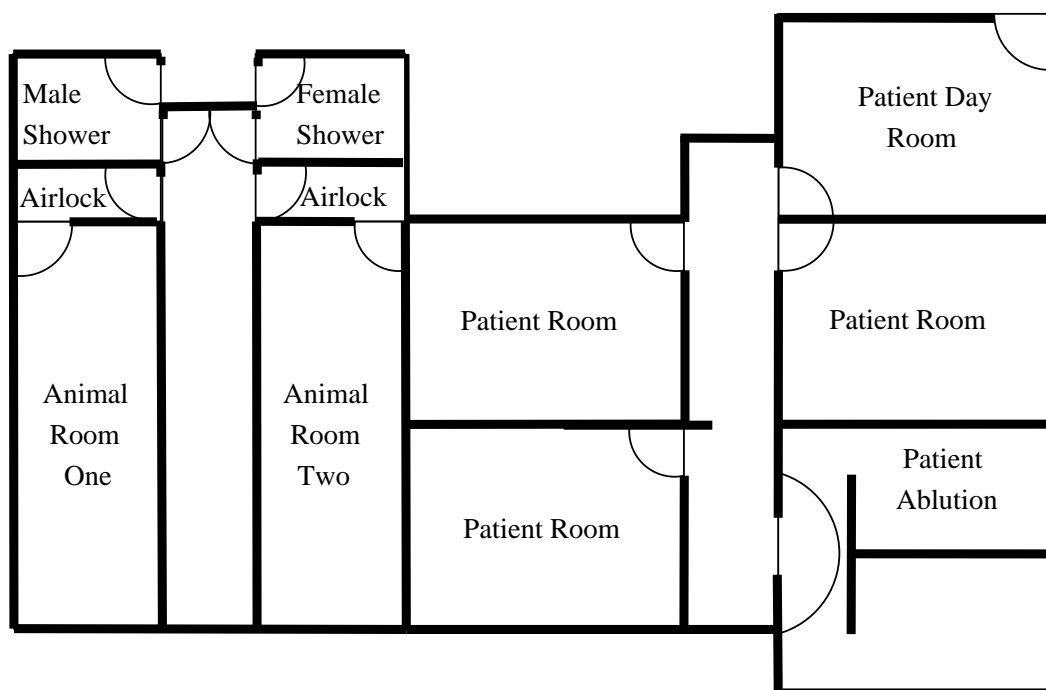 Male
Shower
Female
Shower
Patient Day
Room
Airlock
Airlock
Patient Room
Patient Room
Animal
Room
One
Animal
Room
Two
Patient
Ablution
Patient Room